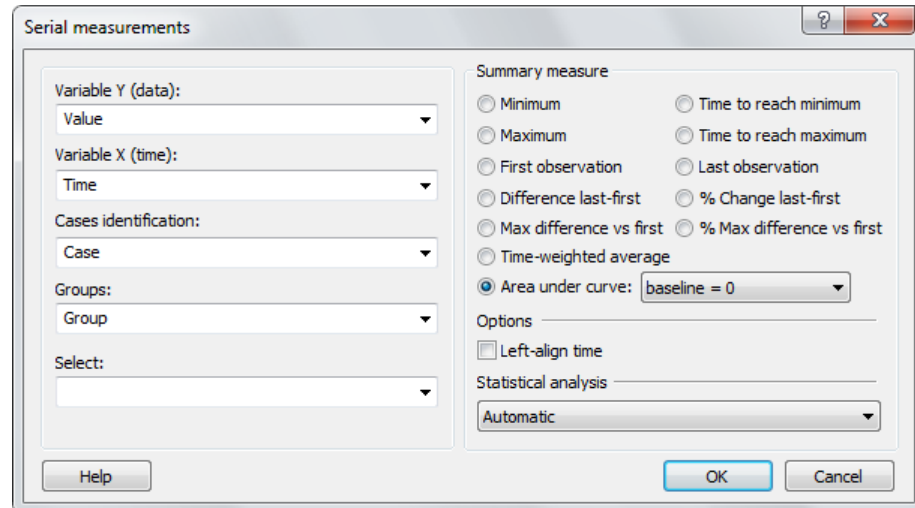 Serial measurements
?
Variable Y (data):
Value
Variable X (time):
Time
Cases identification:
Case
Groups:
Group
Select:
Summary measure
Minimum Time to reach minimum
Maximum Time to reach maximum
First observation Last observation
Difference last-first % Change last-first
Max difference vs first % Max difference vs first
Time-weighted average
Area under curve: baseline = 0
Options
Left-align time
Statistical analysis
Automatic
Help OK Cancel